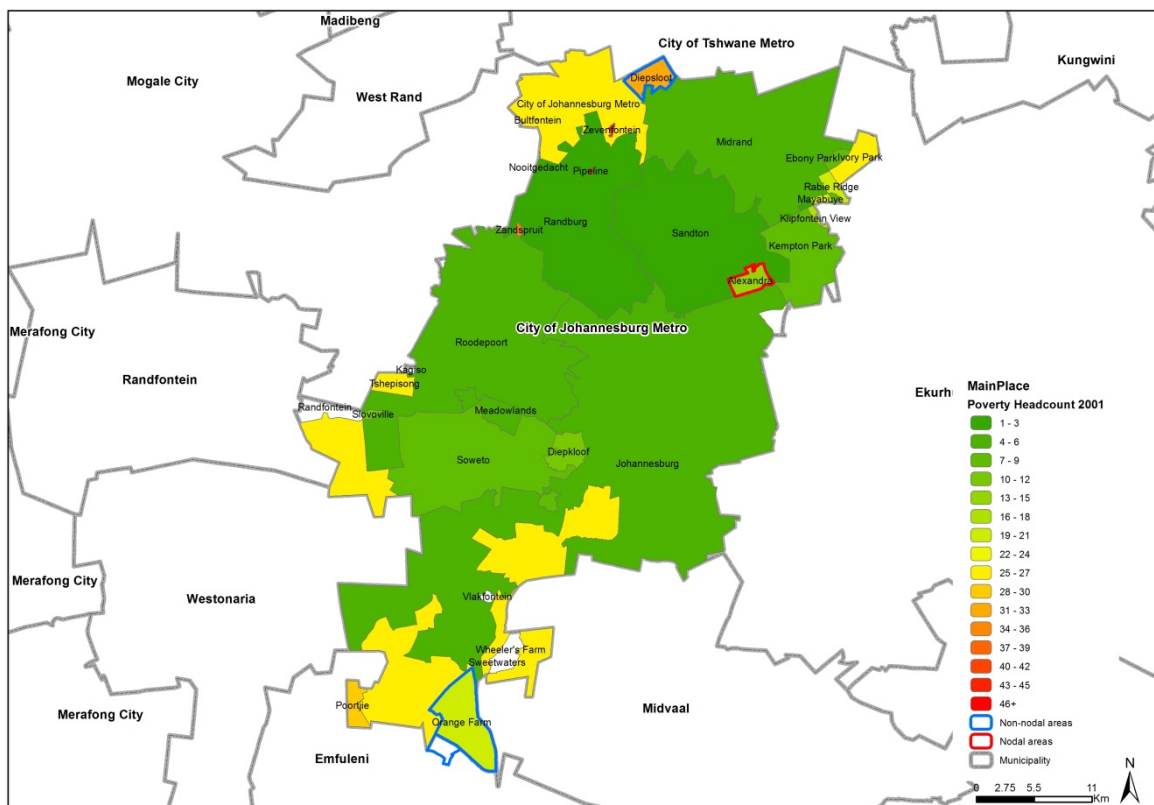 Madibeng
City of Tshwane Metro
Kungwini
Mogale City
West Rand
Diepsloot
City of Johannesburg Metro
Bultfontein
Zevenfontein
Midrand
Ebony Park
Ivory Park
Nooitgedacht
Pipeline
Rabie Ridge
Mayabuye
Klipfontein View
Randburg
Zandspruit
Sandton
Kempton Park
Alexandra
City of Johannesburg Metro
Merafong City
Roodepoort
Randfontein
Kagiso
Tshepisong
Ekurh
Randfontein
Slovoville
Meadowlands
Diepkloof
Soweto
Johannesburg
Merafong City
Westonaria
Vlakfontein
Wheeler's Farm
Sweetwaters
Merafong City
Poortjie
Orange Farm
Midvaal
Emfuleni
MainPlace
Poverty Headcount 2001
1 - 3
4 - 6
7 - 9
10 - 12
13 - 15
16 - 18
19 - 21
22 - 24
25 - 27
28 - 30
31 - 33
34 - 36
37 - 39
40 - 42
43 - 45
46+
Non-nodal areas
Nodal areas
Municipality
N
0 2.75 5.5 11
Km